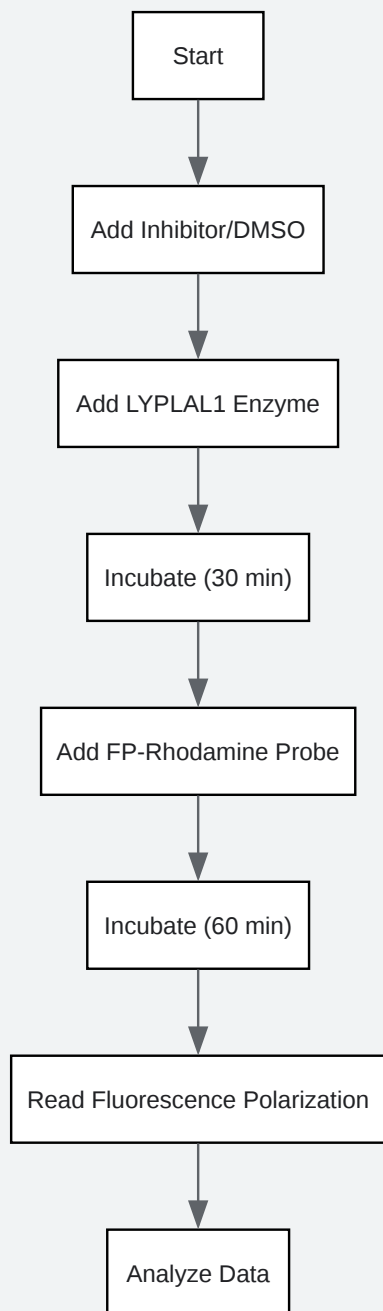 Start
Add Inhibitor/DMSO
Add LYPLAL1 Enzyme
Incubate (30 min)
Add FP-Rhodamine Probe
Incubate (60 min)
Read Fluorescence Polarization
Analyze Data